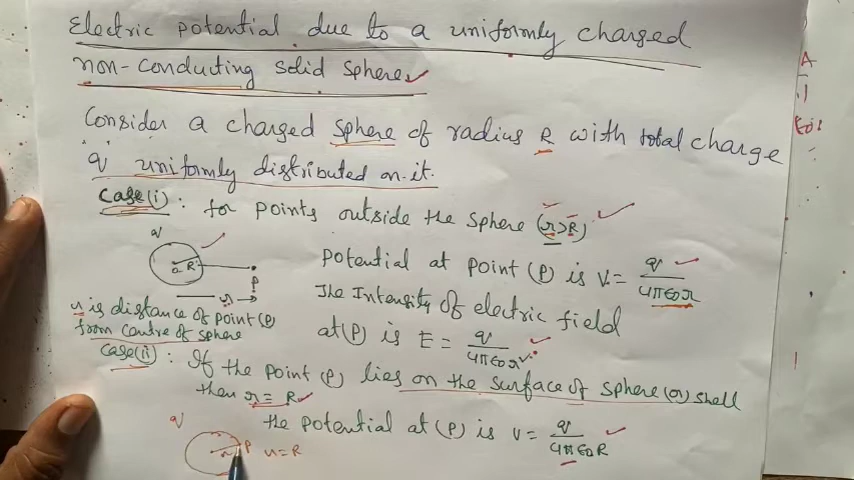 Electric potential due to a uniformly charged
non-conducting solid sphere
Consider a charged sphere of radius R with total charge
'q' uniformly distributed on it.
Case(i) : for points outside the sphere (r>R)
q
R
P
r
potential at point (P) is V = q/4πε0r
r is distance of point (P)
from centre of sphere
The Intensity of electric field
at (P) is E = q/4πε0r²
Case(ii) : If the point (P) lies on the surface of sphere (or) shell
then r = R
the potential at (P) is V = q/4πε0R
q
r
P
r=R
A